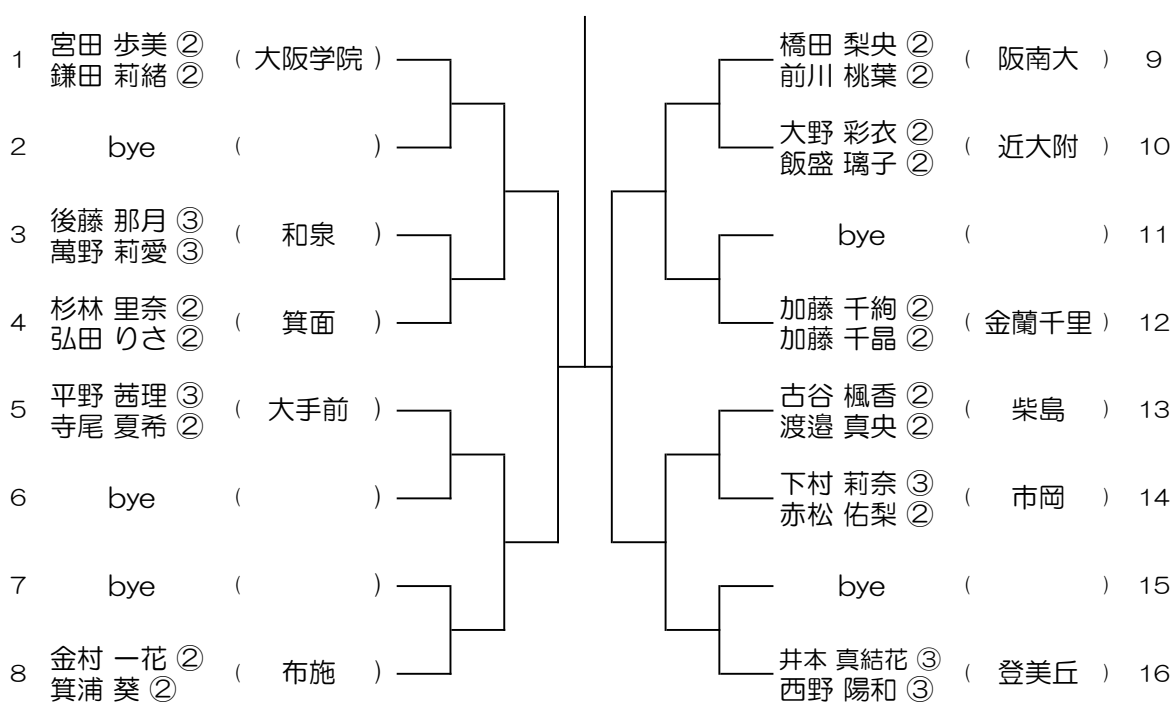 1 宮田 歩美 ② ( 大阪学院 )
鎌田 莉緒 ②
2 bye ( )
3 後藤 那月 ③ ( 和泉 )
萬野 莉愛 ③
4 杉林 里奈 ② ( 箕面 )
弘田 りさ ②
5 平野 茜理 ③ ( 大手前 )
寺尾 夏希 ②
6 bye ( )
7 bye ( )
8 金村 一花 ② ( 布施 )
箕浦 葵 ②
橋田 梨央 ② ( 阪南大 ) 9
前川 桃葉 ②
大野 彩衣 ② ( 近大附 ) 10
飯盛 璃子 ②
bye ( ) 11
加藤 千絢 ② ( 金蘭千里 ) 12
加藤 千晶 ②
古谷 楓香 ② ( 柴島 ) 13
渡邉 真央 ②
下村 莉奈 ③ ( 市岡 ) 14
赤松 佑梨 ②
bye ( ) 15
井本 真結花 ③ ( 登美丘 ) 16
西野 陽和 ③